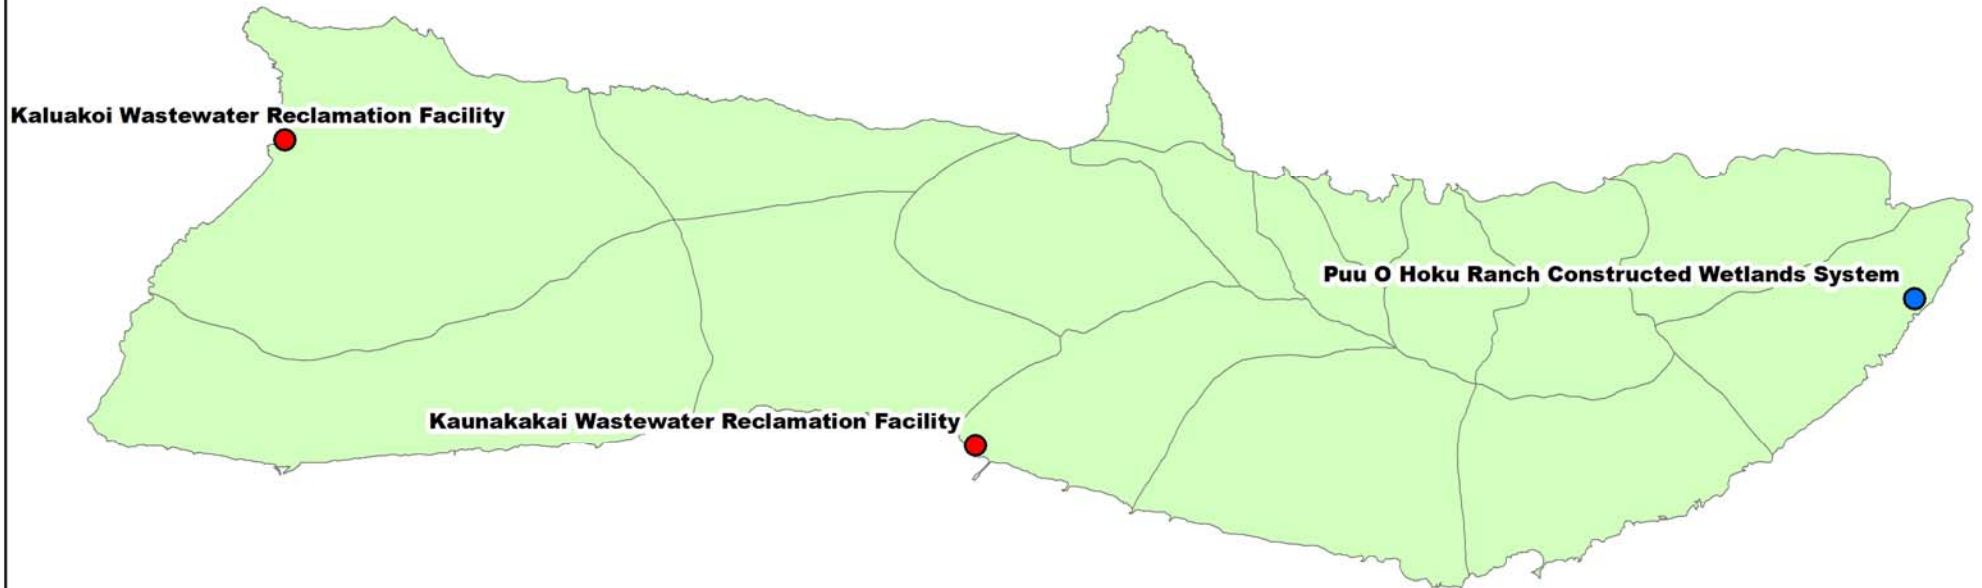 Kaluakoi Wastewater Reclamation Facility
Puu O Hoku Ranch Constructed Wetlands System
Kaunakakai Wastewater Reclamation Facility